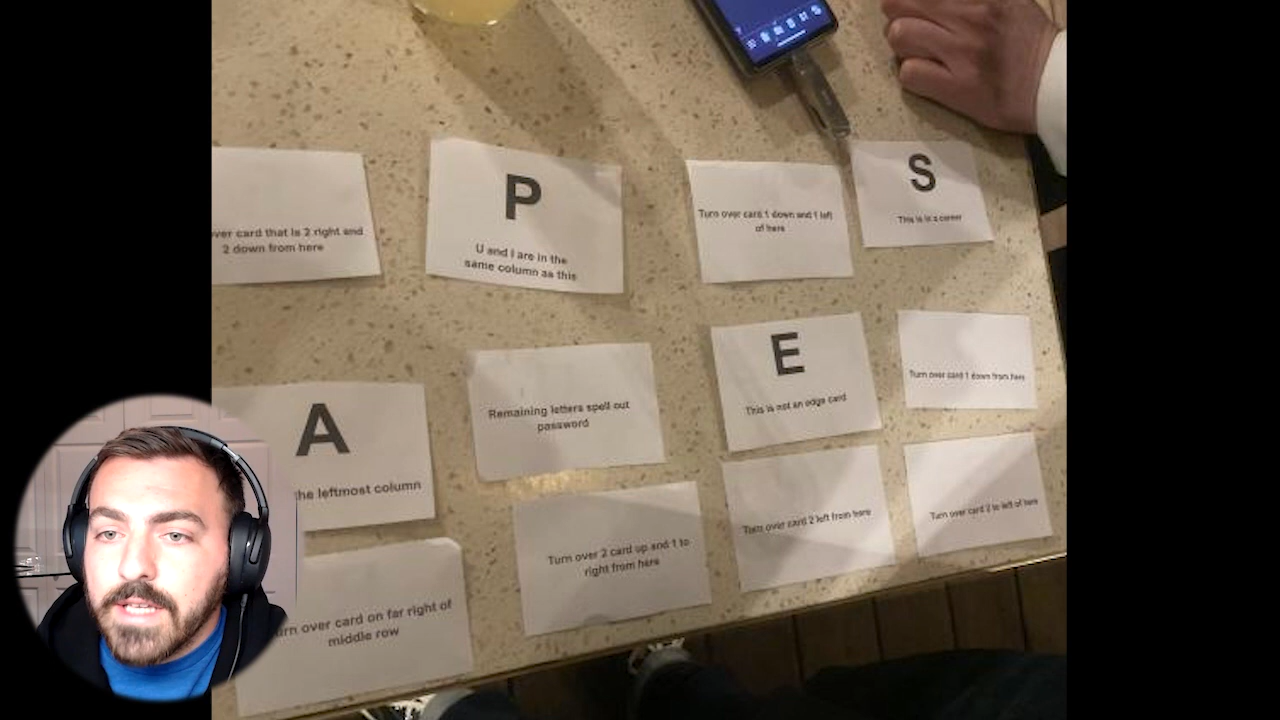 over card that is 2 right and
2 down from here
P
U and I are in the
same column as this
Turn over card 1 down and 1 left
of here
S
This is in a corner
A
the leftmost column
Remaining letters spell out
password
E
This is not an edge card
Turn over card 1 down from here
Turn over card on far right of
middle row
Turn over 2 card up and 1 to
right from here
Turn over card 2 left from here
Turn over card 2 to left of here